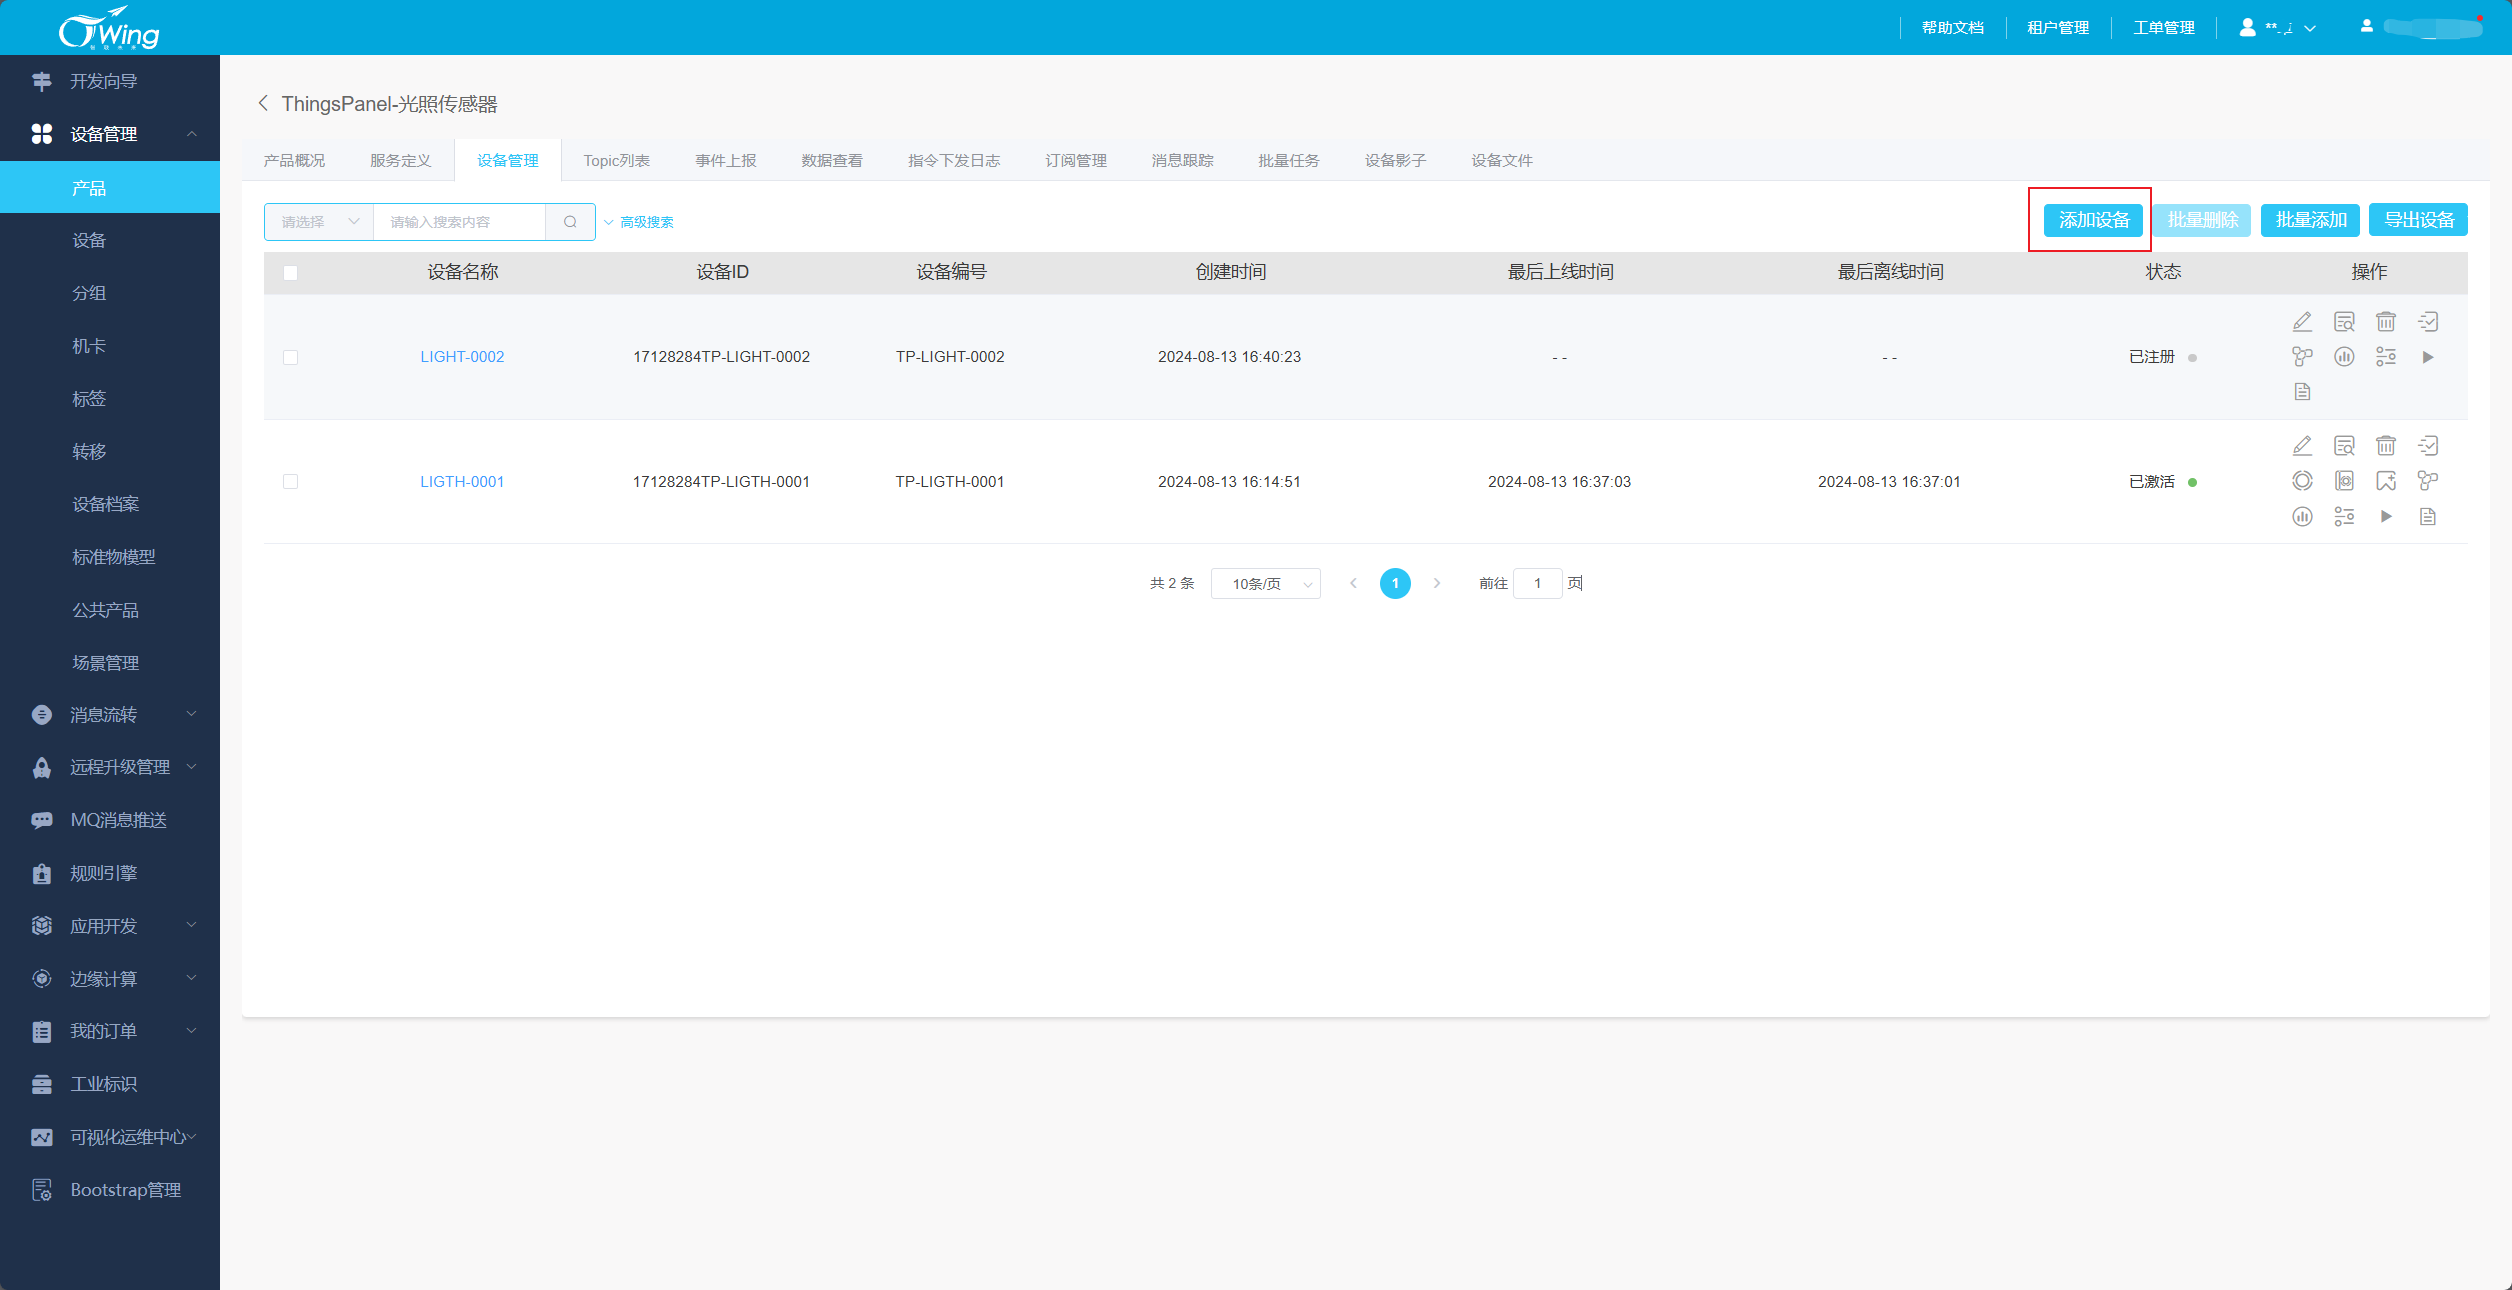 Wing
帮助文档
租户管理
工单管理
开发向导
设备管理
产品
设备
分组
机卡
标签
转移
设备档案
标准物模型
公共产品
场景管理
消息流转
远程升级管理
MQ消息推送
规则引擎
应用开发
边缘计算
我的订单
工业标识
可视化运维中心
Bootstrap管理
ThingsPanel-光照传感器
产品概况 服务定义 设备管理 Topic列表 事件上报 数据查看 指令下发日志 订阅管理 消息跟踪 批量任务 设备影子 设备文件
请选择 请输入搜索内容 高级搜索 添加设备 批量删除 批量添加 导出设备
设备名称 设备ID 设备编号 创建时间 最后上线时间 最后离线时间 状态 操作
LIGHT-0002 17128284TP-LIGHT-0002 TP-LIGHT-0002 2024-08-13 16:40:23 - - - - 已注册
LIGTH-0001 17128284TP-LIGTH-0001 TP-LIGTH-0001 2024-08-13 16:14:51 2024-08-13 16:37:03 2024-08-13 16:37:01 已激活
共 2 条 10条/页 1 前往 1 页